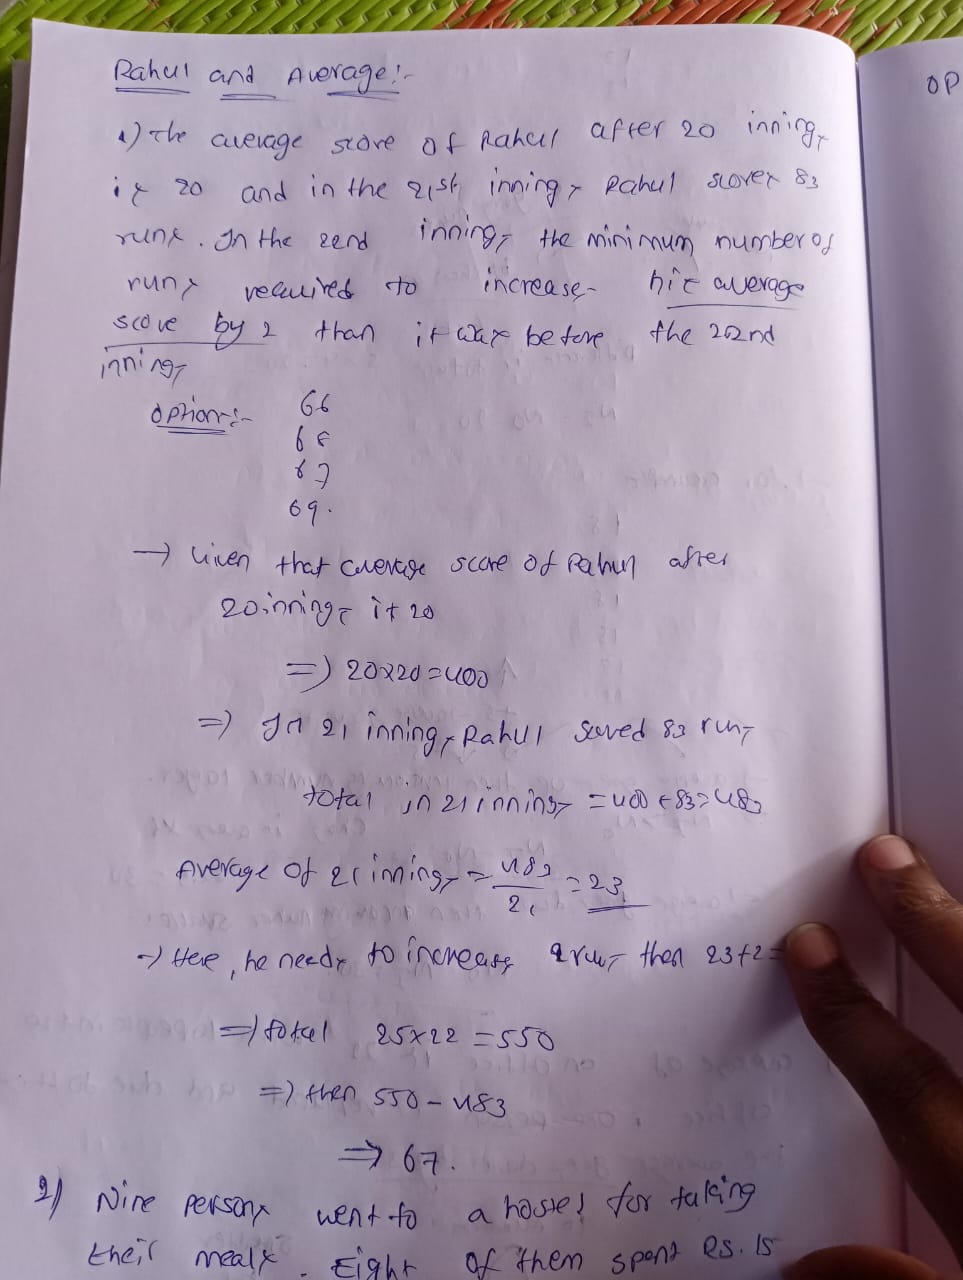 Rahul and Average:-
1) The average score of Rahul after 20 innings
is 20 and in the 21st innings Rahul scores 83
runs. In the 22nd innings the minimum number of
runs required to increase his average
score by 2 than it was before the 22nd
innings
Options:- 66
68
67
69.
→ Given that average score of Rahul after
20 innings is 20
⇒ 20x20=400
⇒ In 21 innings Rahul scored 83 runs
total in 21 innings = 400+83=483
Average of 21 innings = 483/21 = 23
→ Here, he needs to increase 2 runs then 23+2=
⇒ total 25x22=550
⇒ then 550-483
⇒ 67.
2) Nine persons went to a hostel for taking
their meals. Eight of them spent Rs. 15
OP